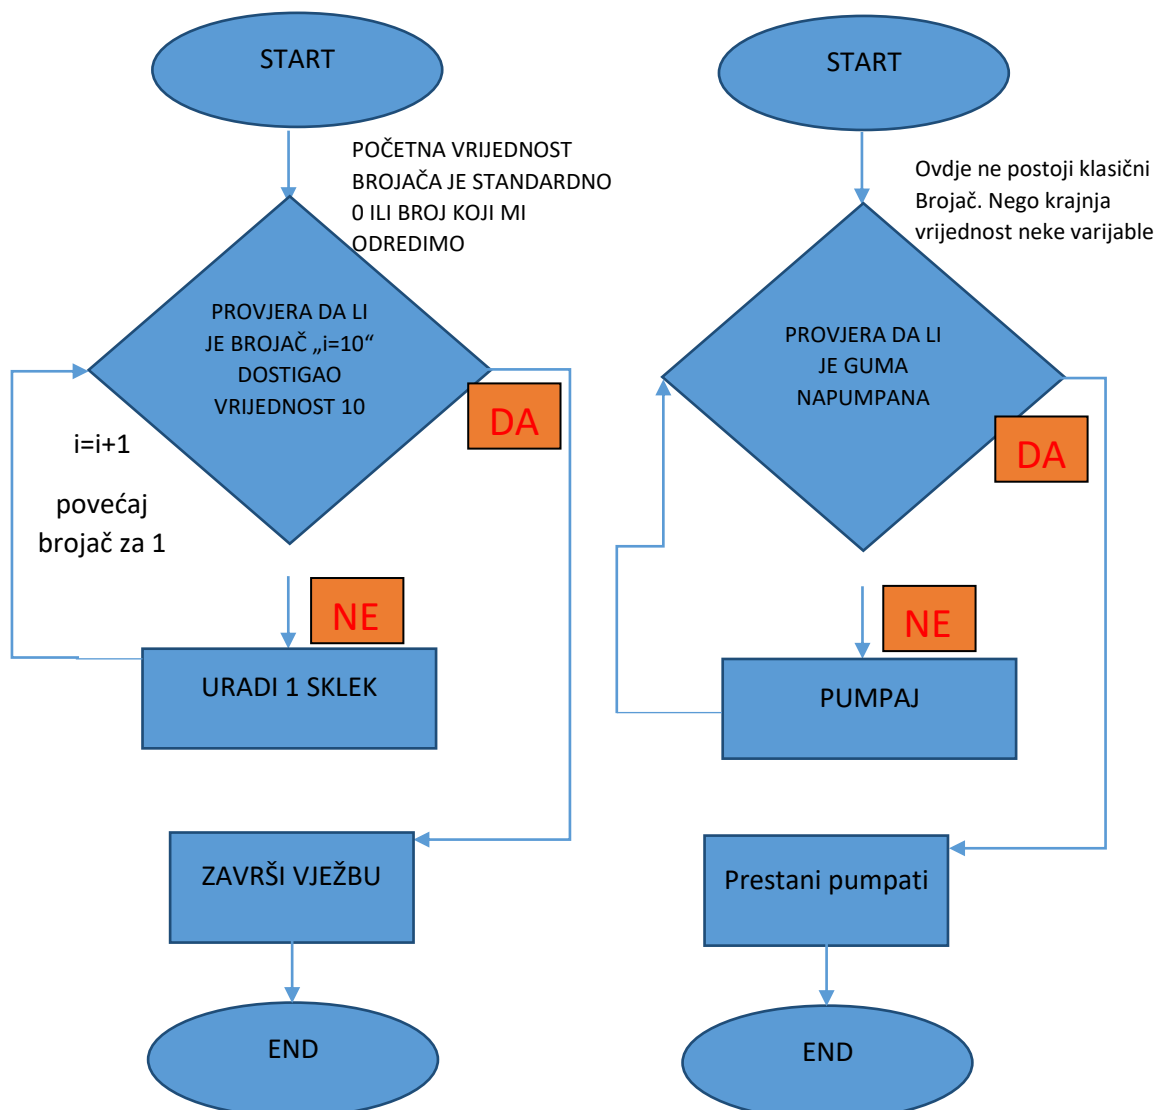 START
POČETNA VRIJEDNOST
BROJAČA JE STANDARDNO
0 ILI BROJ KOJI MI
ODREDIMO
PROVJERA DA LI
JE BROJAČ „i=10“
DOSTIGAO
VRIJEDNOST 10
DA
i=i+1
povećaj
brojač za 1
NE
URADI 1 SKLEK
ZAVRŠI VJEŽBU
END
START
Ovdje ne postoji klasični
Brojač. Nego krajnja
vrijednost neke varijable
PROVJERA DA LI
JE GUMA
NAPUMPANA
DA
NE
PUMPAJ
Prestani pumpati
END